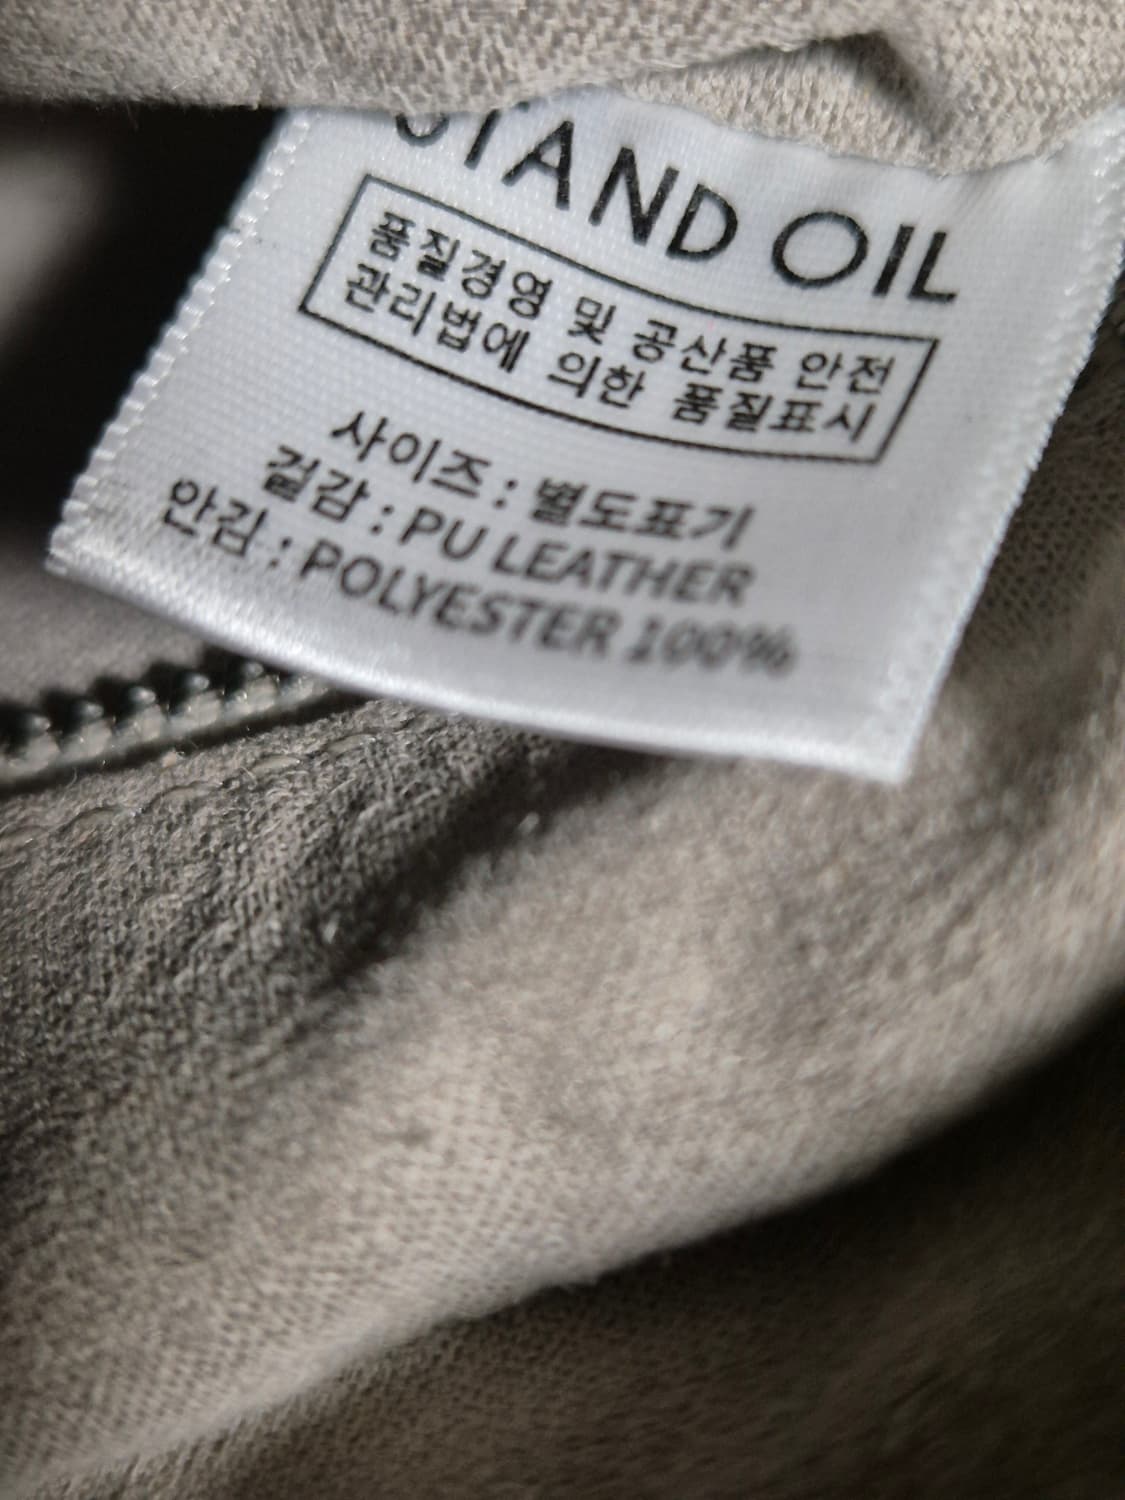 STAND OIL
품질경영 및 공산품 안전
관리법에 의한 품질표시
사이즈 : 별도표기
겉감 : PU LEATHER
안감 : POLYESTER 100%